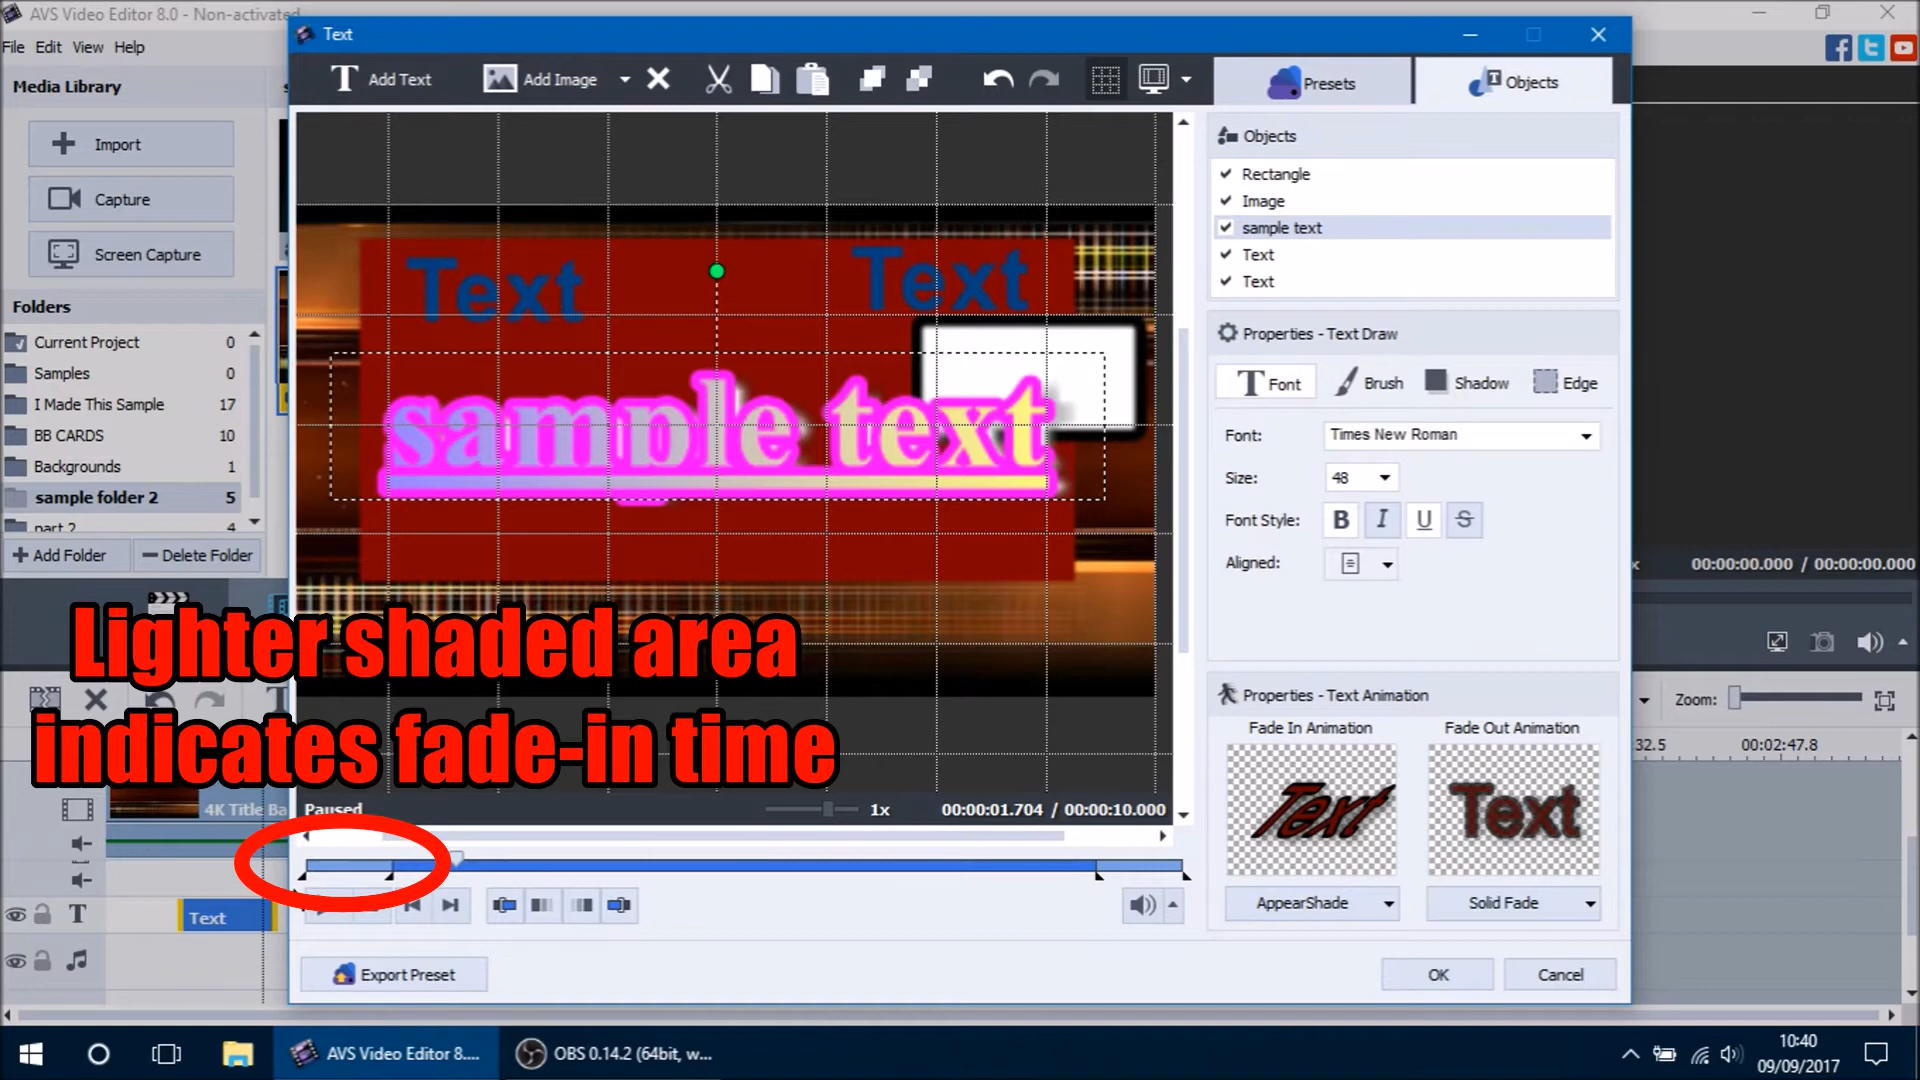 AVS Video Editor 8.0 - Non-activated
Text
File Edit View Help
Add Text
Add Image
Presets
Objects
Media Library
Import
Capture
Screen Capture
Folders
Current Project 0
Samples 0
I Made This Sample 17
BB CARDS 10
Backgrounds 1
sample folder 2 5
part 2 4
Add Folder
Delete Folder
Text
Text
sample text
Objects
Rectangle
Image
sample text
Text
Text
Properties - Text Draw
Font
Brush
Shadow
Edge
Font: Times New Roman
Size: 48
Font Style: B I U S
Aligned:
00:00:00.000 / 00:00:00.000
Lighter shaded area
indicates fade-in time
Properties - Text Animation
Fade In Animation
Fade Out Animation
Text
Text
AppearShade
Solid Fade
Zoom:
32.5
00:02:47.8
4K Title Ba
Paused
1x
00:00:01.704 / 00:00:10.000
T
Text
Export Preset
OK
Cancel
AVS Video Editor 8....
OBS 0.14.2 (64bit, w...
10:40
09/09/2017